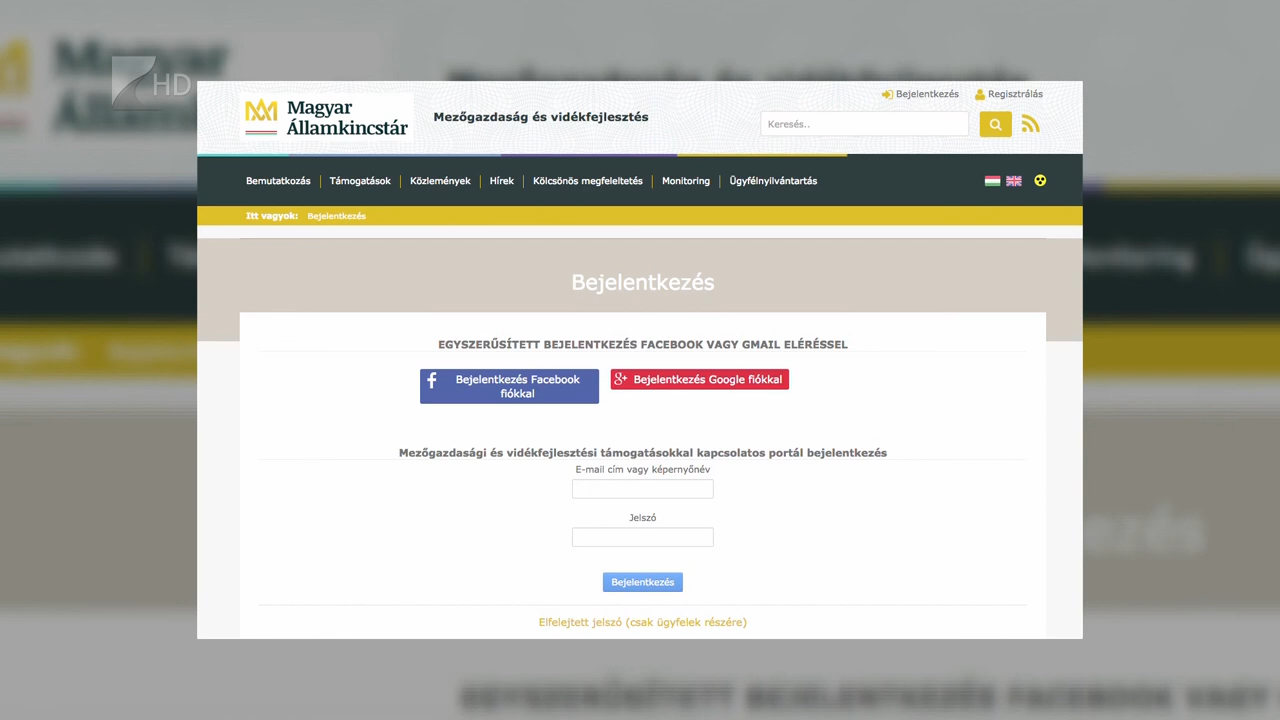 HD
Magyar
Államkincstár
Mezőgazdaság és vidékfejlesztés
Bejelentkezés
Regisztrálás
Keresés..
Bemutatkozás
Támogatások
Közlemények
Hírek
Kölcsönös megfeleltetés
Monitoring
Ügyfélnyilvántartás
Itt vagyok: Bejelentkezés
Bejelentkezés
EGYSZERŰSÍTETT BEJELENTKEZÉS FACEBOOK VAGY GMAIL ELÉRÉSSEL
Bejelentkezés Facebook
fiókkal
Bejelentkezés Google fiókkal
Mezőgazdasági és vidékfejlesztési támogatásokkal kapcsolatos portál bejelentkezés
E-mail cím vagy képernyőnév
Jelszó
Bejelentkezés
Elfelejtett jelszó (csak ügyfelek részére)